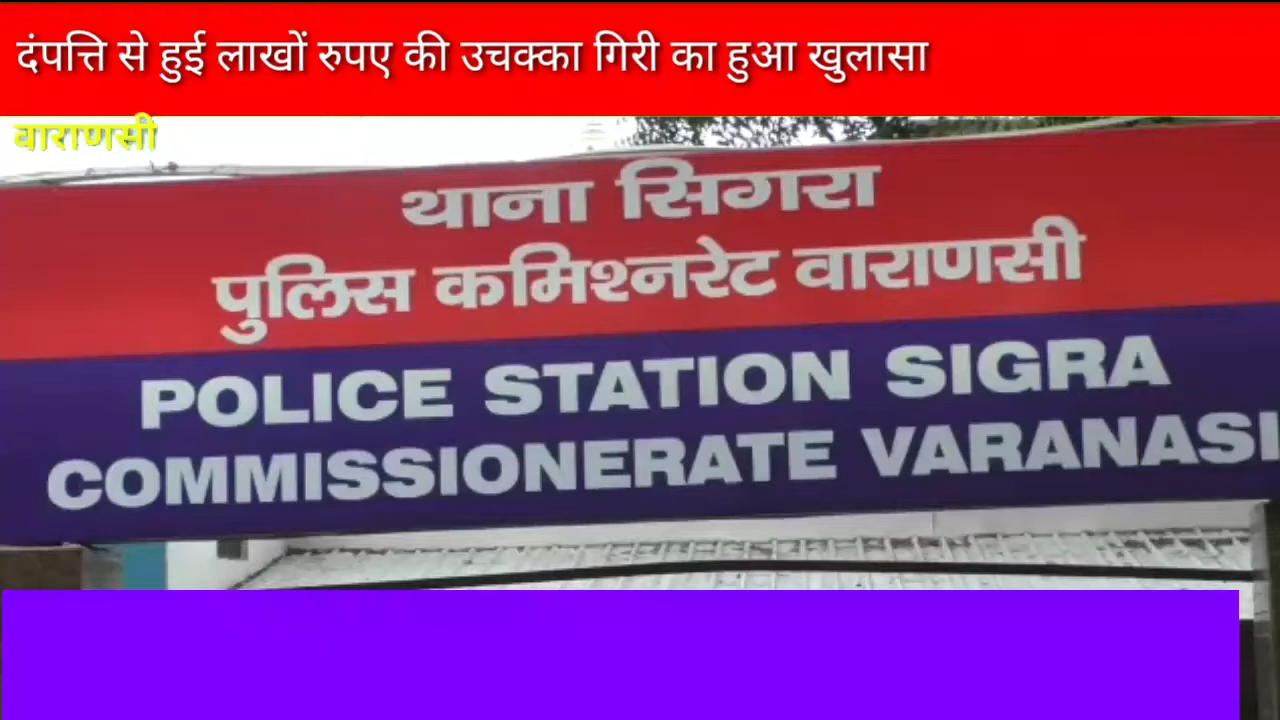 दंपत्ति से हुई लाखों रुपए की उचक्का गिरी का हुआ खुलासा
वाराणसी
थाना सिगरा
पुलिस कमिश्नरेट वाराणसी
POLICE STATION SIGRA
COMMISSIONERATE VARANASI